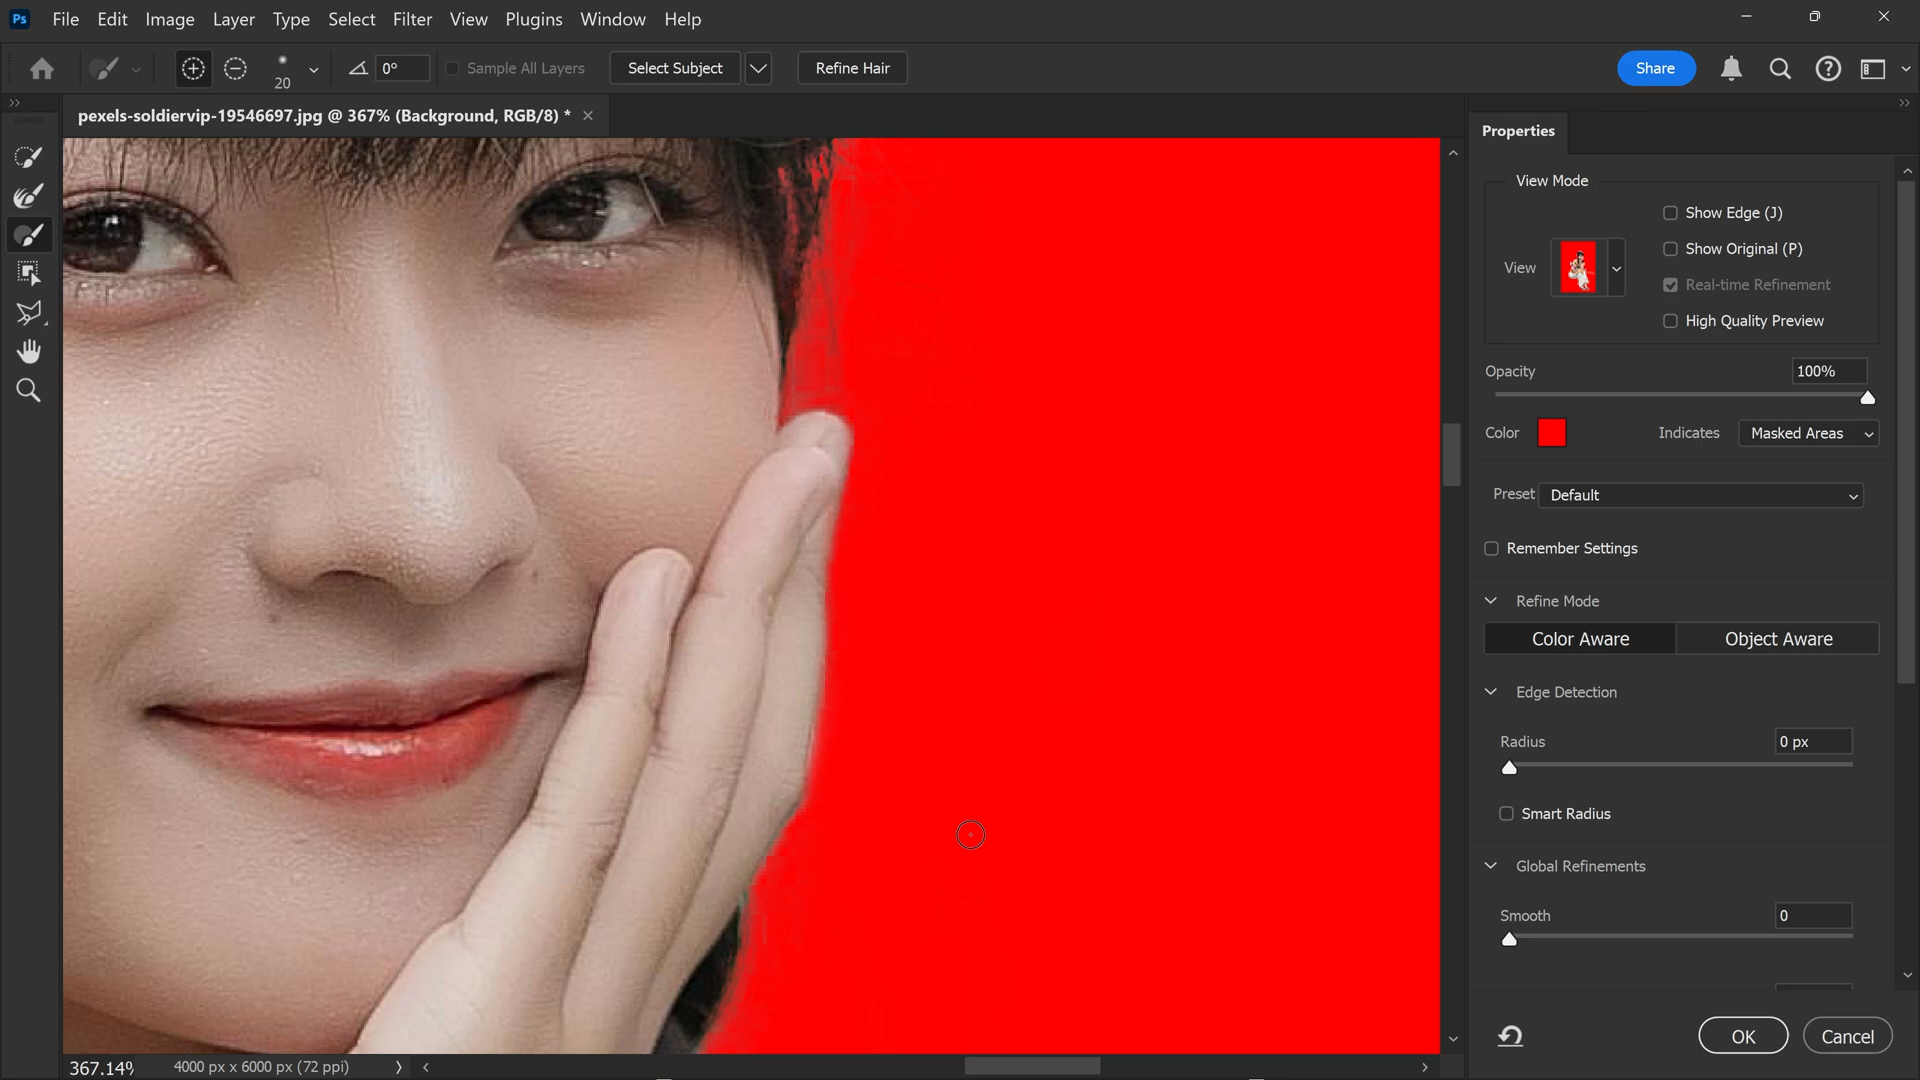 Ps File Edit Image Layer Type Select Filter View Plugins Window Help
20 0° Sample All Layers Select Subject Refine Hair Share
pexels-soldiervip-19546697.jpg @ 367% (Background, RGB/8) *
Properties
View Mode
Show Edge (J)
Show Original (P)
View
Real-time Refinement
High Quality Preview
Opacity 100%
Color Indicates Masked Areas
Preset Default
Remember Settings
Refine Mode
Color Aware Object Aware
Edge Detection
Radius 0 px
Smart Radius
Global Refinements
Smooth 0
OK Cancel
367.14% 4000 px x 6000 px (72 ppi)